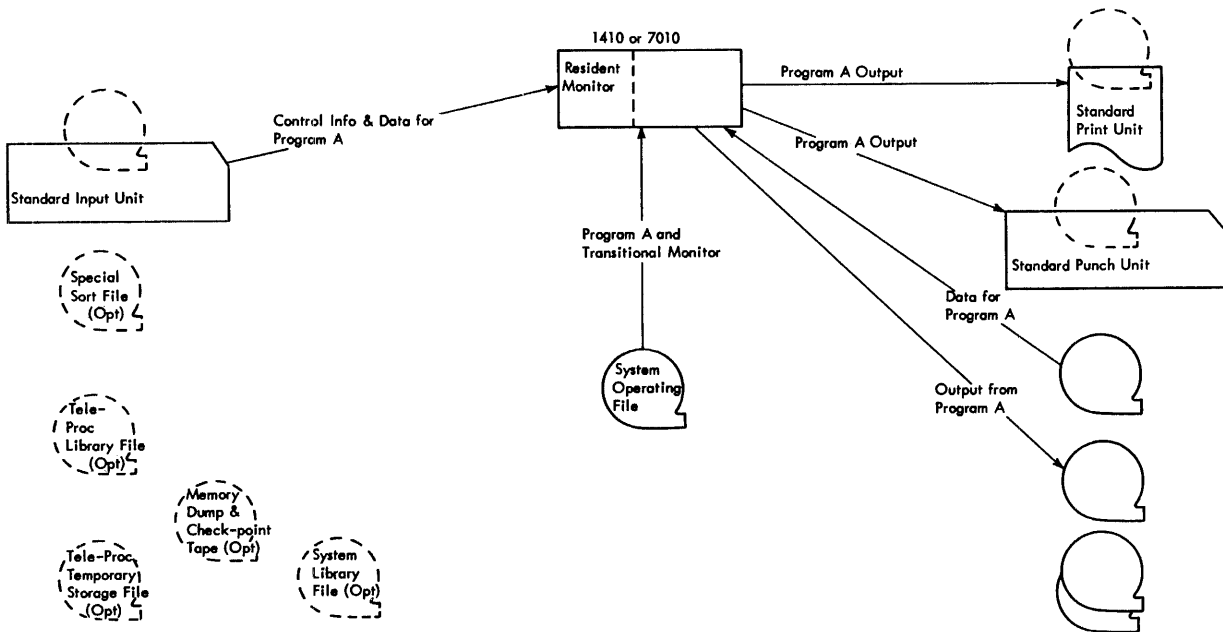 1410 or 7010
Resident
Monitor
Program A Output
Standard
Print Unit
Control Info & Data for
Program A
Program A Output
Standard Input Unit
Program A and
Transitional Monitor
Standard Punch Unit
Special
Sort File
(Opt)
Data for
Program A
System
Operating
File
Output from
Program A
Tele-
Proc
Library File
(Opt)
Memory
Dump &
Check-point
Tape (Opt)
Tele-Proc
Temporary
Storage File
(Opt)
System
Library
File (Opt)